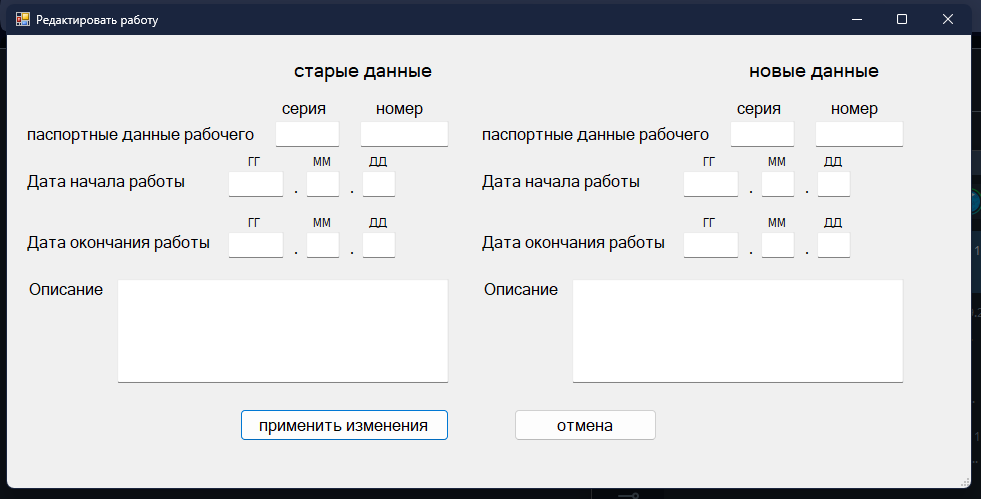 Редактировать работу
старые данные
новые данные
серия номер
серия номер
паспортные данные рабочего
паспортные данные рабочего
ГГ ММ ДД
ГГ ММ ДД
Дата начала работы . .
Дата начала работы . .
ГГ ММ ДД
ГГ ММ ДД
Дата окончания работы . .
Дата окончания работы . .
Описание
Описание
применить изменения
отмена